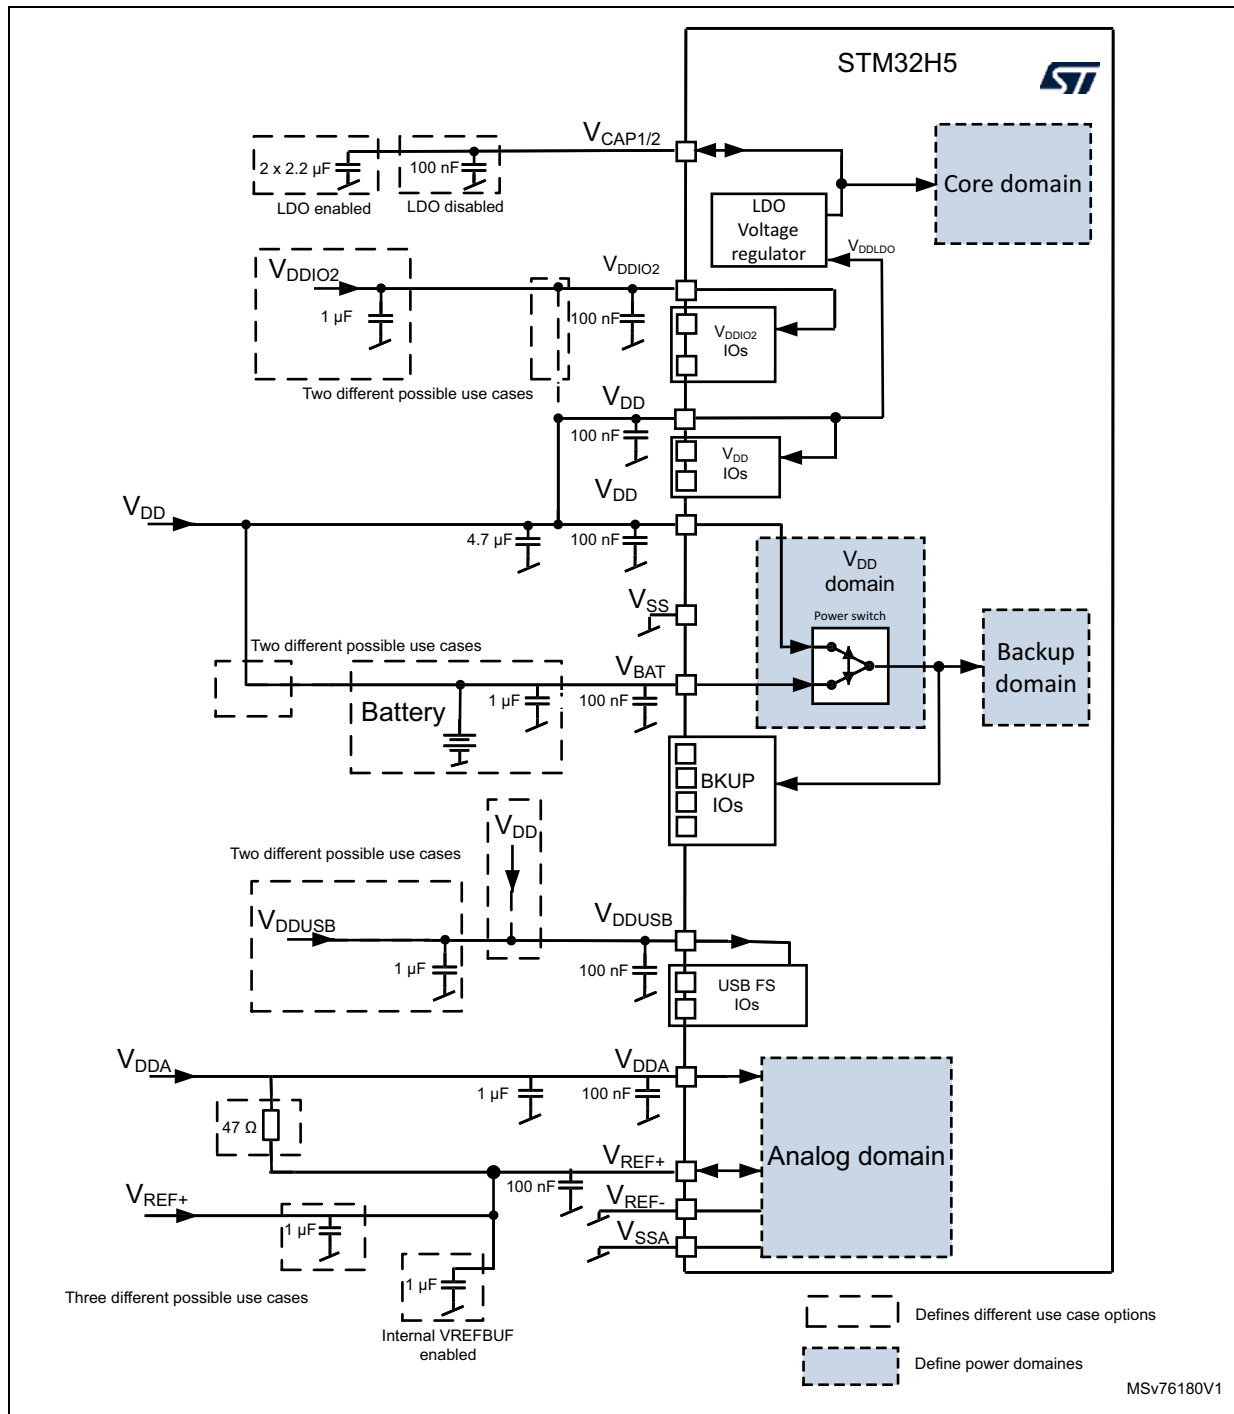 STM32H5
ST
VCAP1/2
2 x 2.2 µF
100 nF
LDO enabled
LDO disabled
Core domain
LDO
Voltage
regulator
VDDLDO
VDDIO2
VDDIO2
1 µF
100 nF
VDDIO2
IOs
Two different possible use cases
VDD
100 nF
VDD
IOs
VDD
VDD
4.7 µF
100 nF
VDD
domain
Power switch
VSS
Two different possible use cases
VBAT
Backup
domain
Battery
1 µF
100 nF
BKUP
IOs
VDD
Two different possible use cases
VDDUSB
VDDUSB
1 µF
100 nF
USB FS
IOs
VDDA
VDDA
1 µF
100 nF
47 Ω
Analog domain
VREF+
100 nF
VREF+
VREF-
1 µF
VSSA
1 µF
Three different possible use cases
Internal VREFBUF
enabled
Defines different use case options
Define power domaines
MSv76180V1